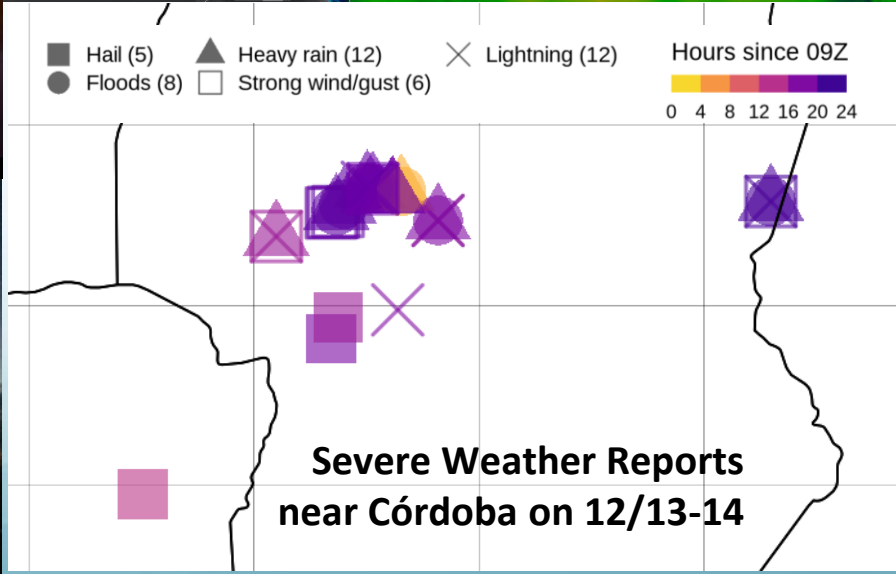 Hail (5) Heavy rain (12) Lightning (12)
Floods (8) Strong wind/gust (6)
Hours since 09Z
0 4 8 12 16 20 24
Severe Weather Reports
near Córdoba on 12/13-14